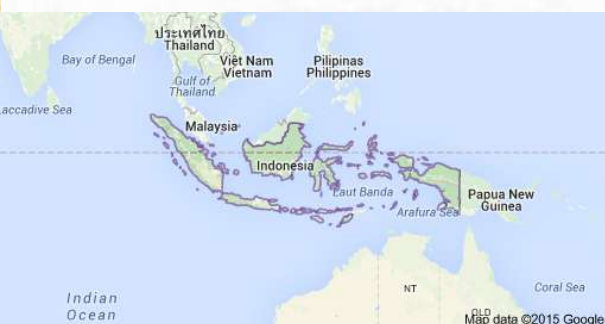 ประเทศไทย
Thailand
Bay of Bengal
Việt Nam
Vietnam
Pilipinas
Philippines
Gulf of
Thailand
Laccadive Sea
Malaysia
Indonesia
Laut Banda
Papua New
Guinea
Arafura Sea
NT
Indian
Ocean
Coral Sea
QLD
Map data ©2015 Google